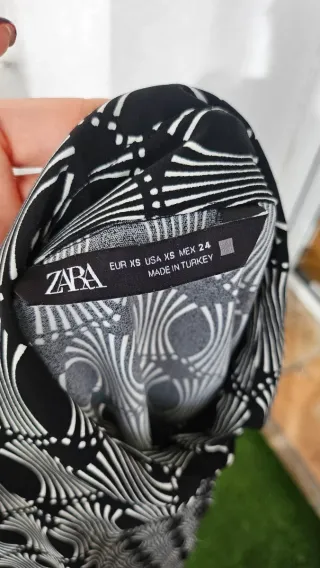 ZARA
EUR XS USA XS MEX 24
MADE IN TURKEY